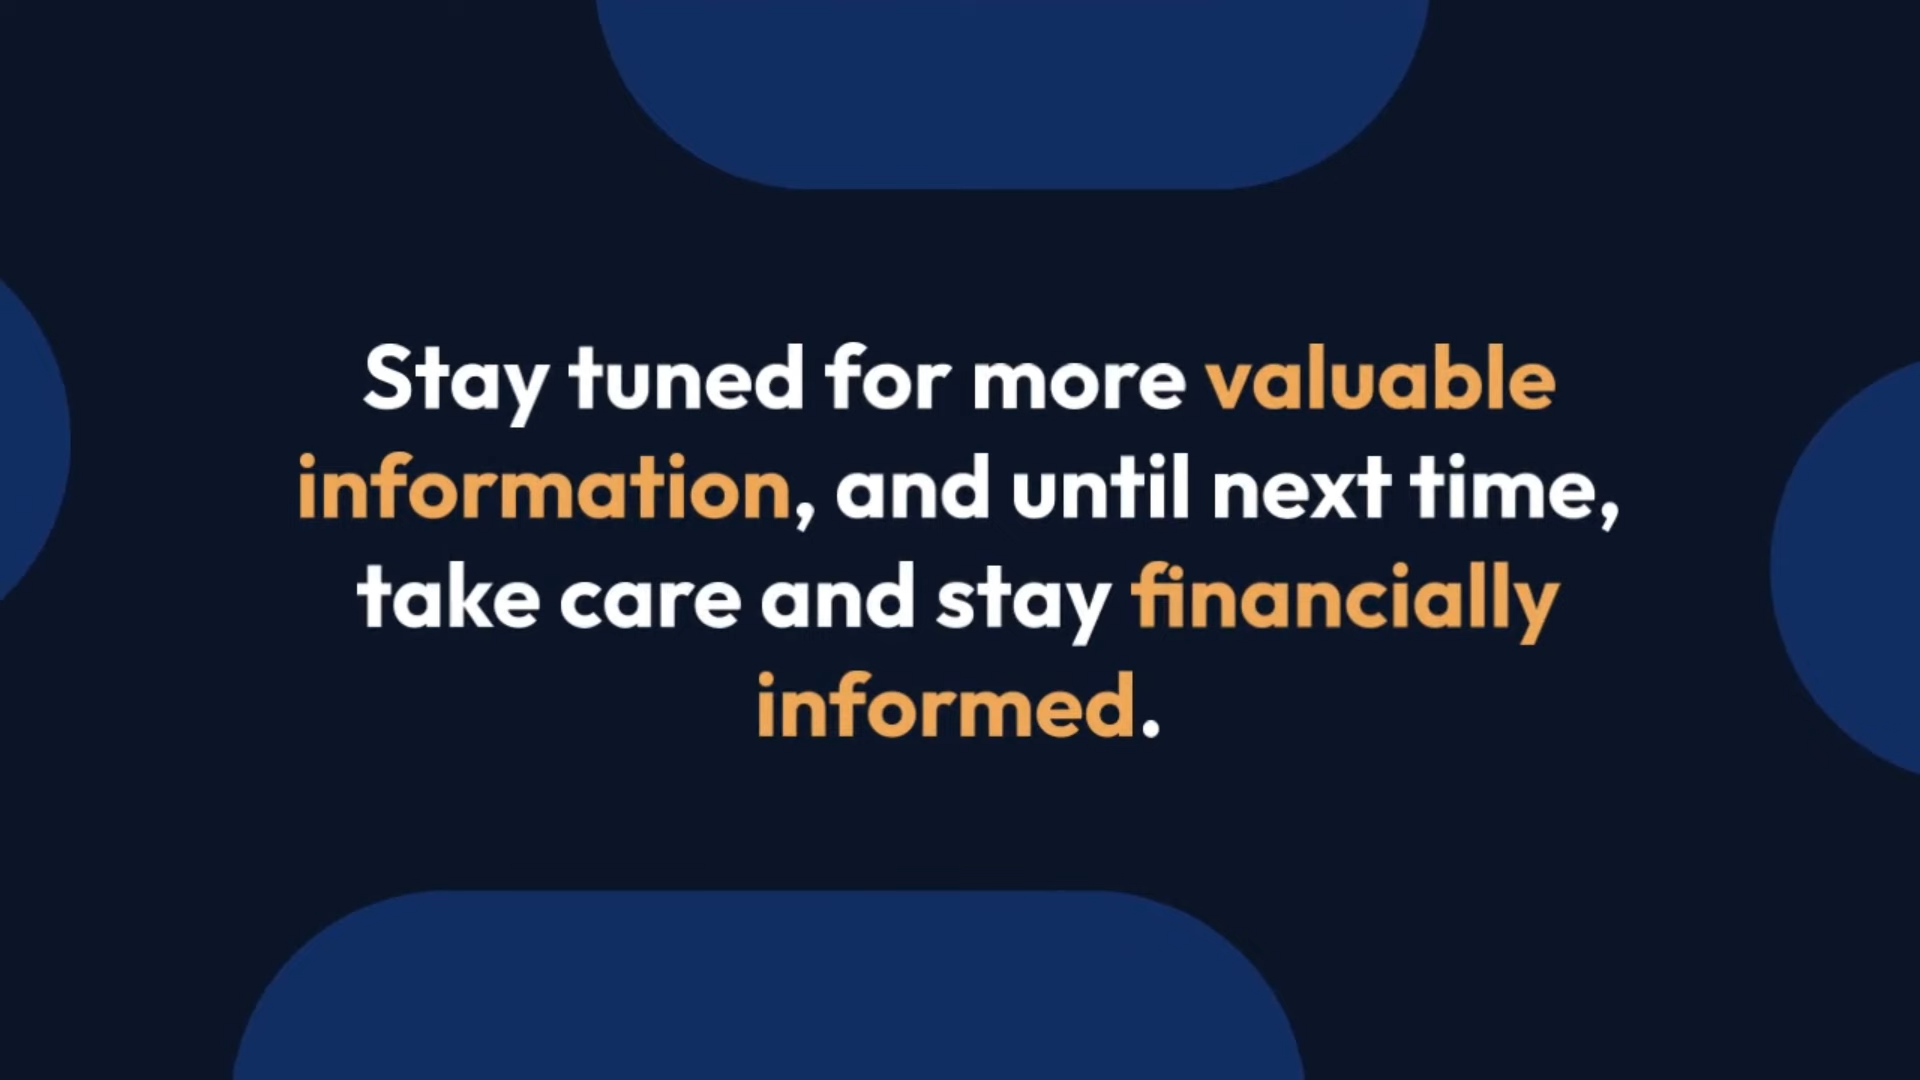 Stay tuned for more valuable
information, and until next time,
take care and stay financially
informed.